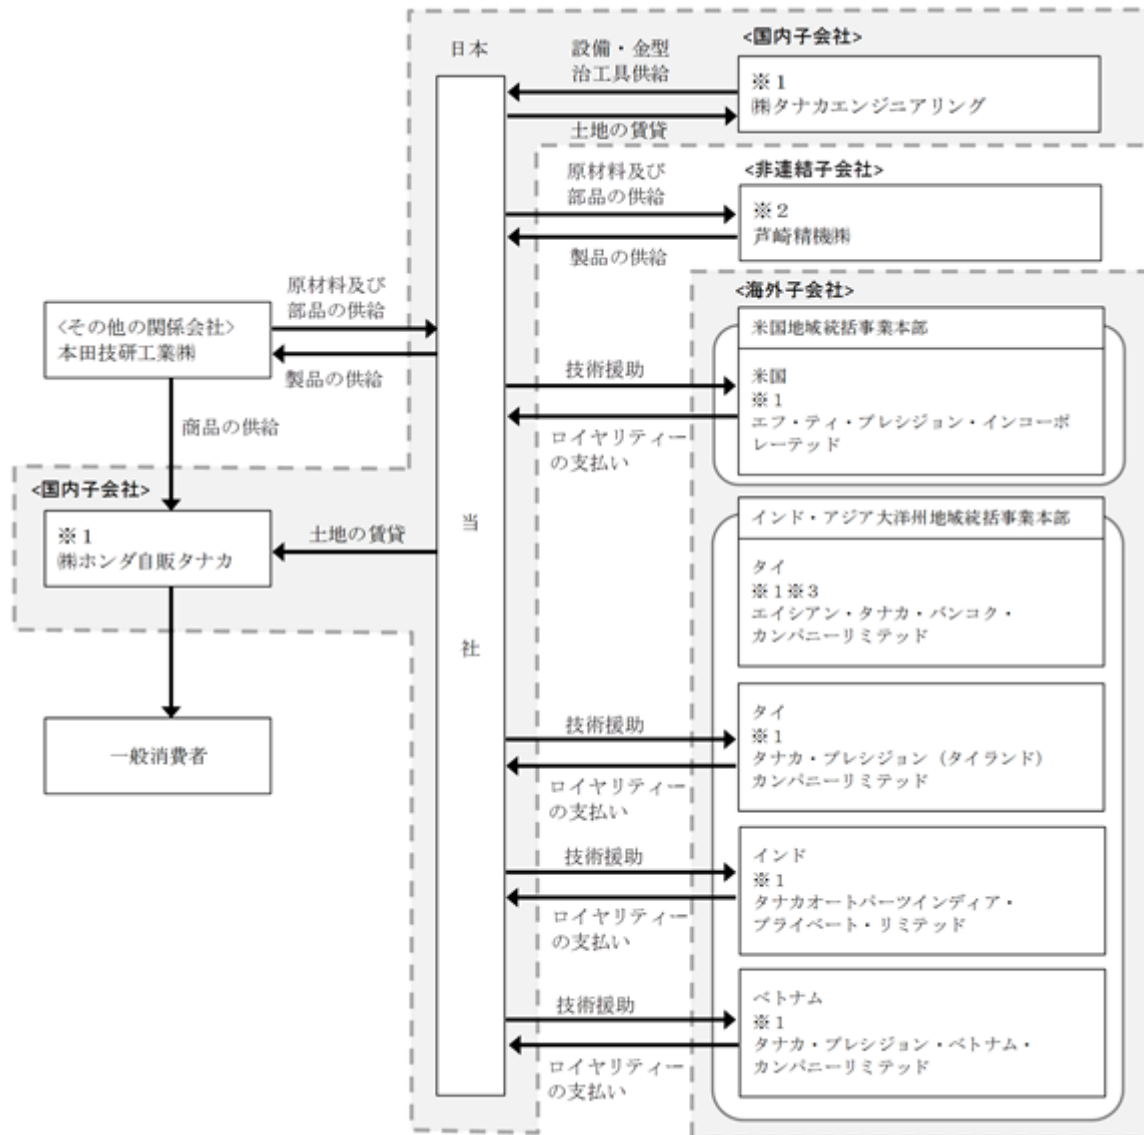 日本
設備・金型
治工具供給
土地の賃貸
<国内子会社>
※1
㈱タナカエンジニアリング
原材料及び
部品の供給
製品の供給
<非連結子会社>
※2
芦崎精機㈱
<その他の関係会社>
本田技研工業㈱
原材料及び
部品の供給
製品の供給
商品の供給
<国内子会社>
※1
㈱ホンダ自販タナカ
土地の賃貸
一般消費者
当
社
<海外子会社>
米国地域統括事業本部
技術援助
ロイヤリティー
の支払い
米国
※1
エフ・ティ・プレシジョン・インコーポ
レーテッド
インド・アジア大洋州地域統括事業本部
タイ
※1※3
エイシアン・タナカ・バンコク・
カンパニーリミテッド
技術援助
ロイヤリティー
の支払い
タイ
※1
タナカ・プレシジョン（タイランド）
カンパニーリミテッド
技術援助
ロイヤリティー
の支払い
インド
※1
タナカオートパーツインディア・
プライベート・リミテッド
技術援助
ロイヤリティー
の支払い
ベトナム
※1
タナカ・プレシジョン・ベトナム・
カンパニーリミテッド